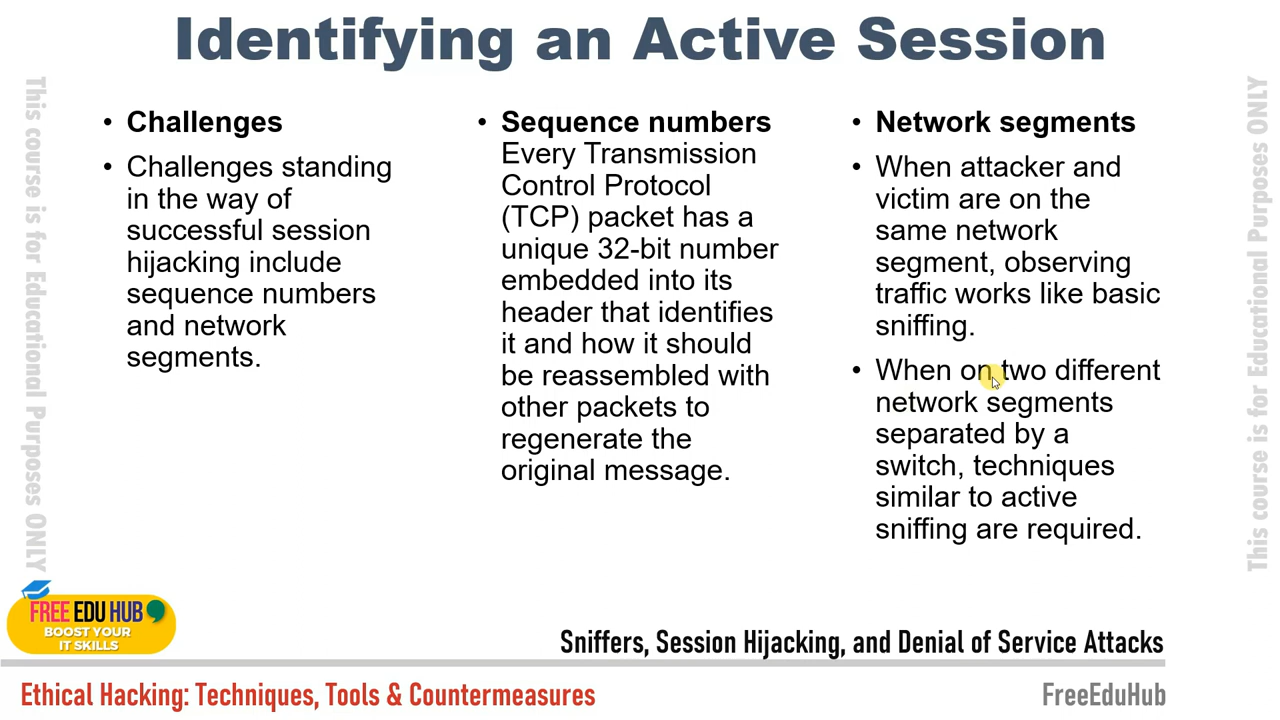 Identifying an Active Session
This course is for Educational Purposes ONLY
• Challenges
• Challenges standing
in the way of
successful session
hijacking include
sequence numbers
and network
segments.
• Sequence numbers
Every Transmission
Control Protocol
(TCP) packet has a
unique 32-bit number
embedded into its
header that identifies
it and how it should
be reassembled with
other packets to
regenerate the
original message.
• Network segments
• When attacker and
victim are on the
same network
segment, observing
traffic works like basic
sniffing.
• When on two different
network segments
separated by a
switch, techniques
similar to active
sniffing are required.
This course is for Educational Purposes ONLY
FREE EDU HUB
BOOST YOUR
IT SKILLS
Sniffers, Session Hijacking, and Denial of Service Attacks
Ethical Hacking: Techniques, Tools & Countermeasures
FreeEduHub